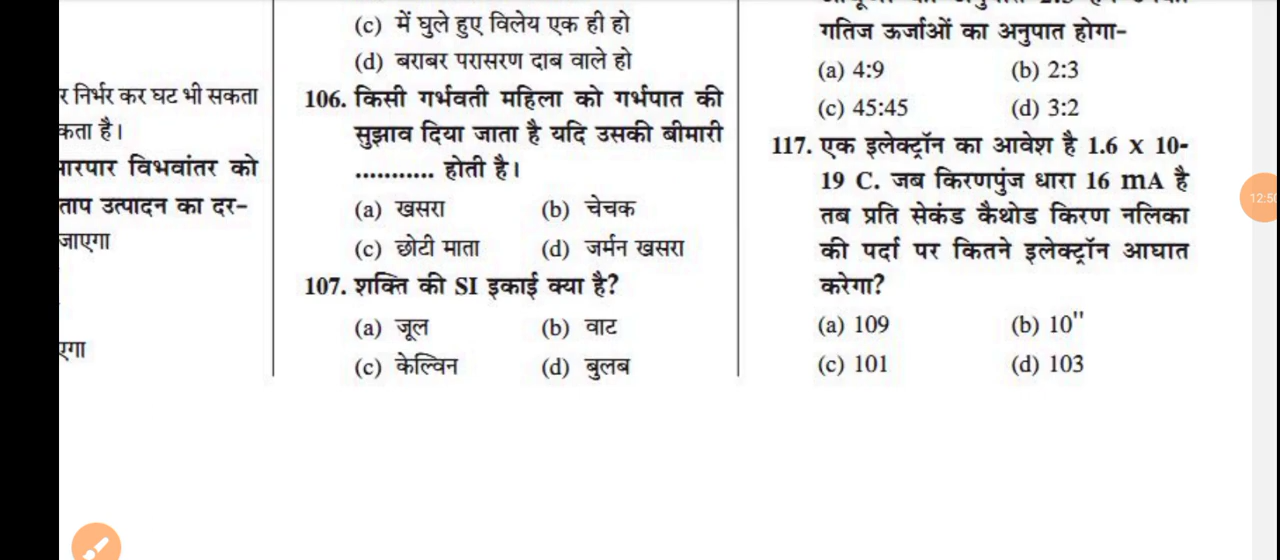 र निर्भर कर घट भी सकता
कता है।
आरपार विभवांतर को
ताप उत्पादन का दर-
जाएगा
एगा
(c) में घुले हुए विलेय एक ही हो
(d) बराबर परासरण दाब वाले हो
106. किसी गर्भवती महिला को गर्भपात की
सुझाव दिया जाता है यदि उसकी बीमारी
........... होती है।
(a) खसरा (b) चेचक
(c) छोटी माता (d) जर्मन खसरा
107. शक्ति की SI इकाई क्या है?
(a) जूल (b) वाट
(c) केल्विन (d) बुलब
गतिज ऊर्जाओं का अनुपात होगा-
(a) 4:9 (b) 2:3
(c) 45:45 (d) 3:2
117. एक इलेक्ट्रॉन का आवेश है 1.6 x 10-
19 C. जब किरणपुंज धारा 16 mA है
तब प्रति सेकंड कैथोड किरण नलिका
की पर्दा पर कितने इलेक्ट्रॉन आघात
करेगा?
(a) 109 (b) 10"
(c) 101 (d) 103